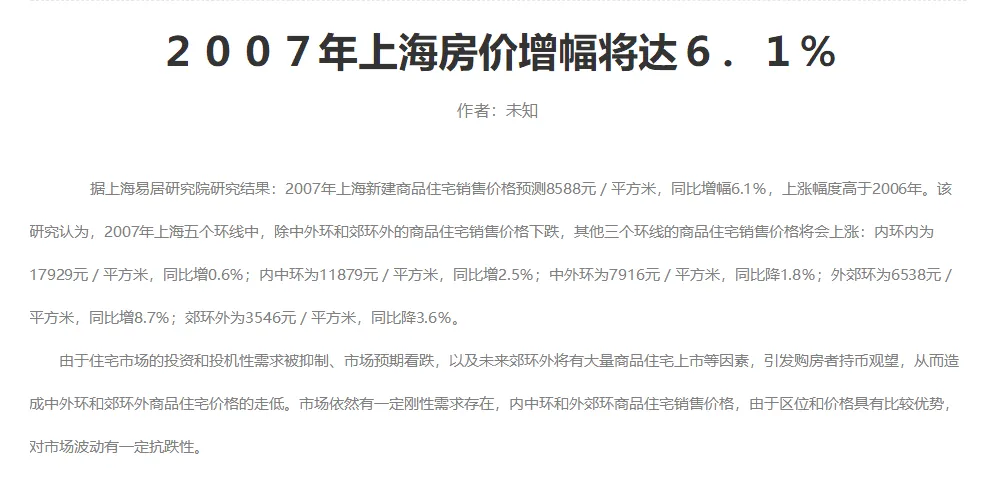 ２００７年上海房价增幅将达６．１％
作者：未知
据上海易居研究院研究结果：2007年上海新建商品住宅销售价格预测8588元／平方米，同比增幅6.1%，上涨幅度高于2006年。该
研究认为，2007年上海五个环线中，除中外环和郊环外的商品住宅销售价格下跌，其他三个环线的商品住宅销售价格将会上涨：内环内为
17929元／平方米，同比增0.6%；内中环为11879元／平方米，同比增2.5%；中外环为7916元／平方米，同比降1.8%；外郊环为6538元／
平方米，同比增8.7%；郊环外为3546元／平方米，同比降3.6%。
由于住宅市场的投资和投机性需求被抑制、市场预期看跌，以及未来郊环外将有大量商品住宅上市等因素，引发购房者持币观望，从而造
成中外环和郊环外商品住宅价格的走低。市场依然有一定刚性需求存在，内中环和外郊环商品住宅销售价格，由于区位和价格具有比较优势，
对市场波动有一定抗跌性。